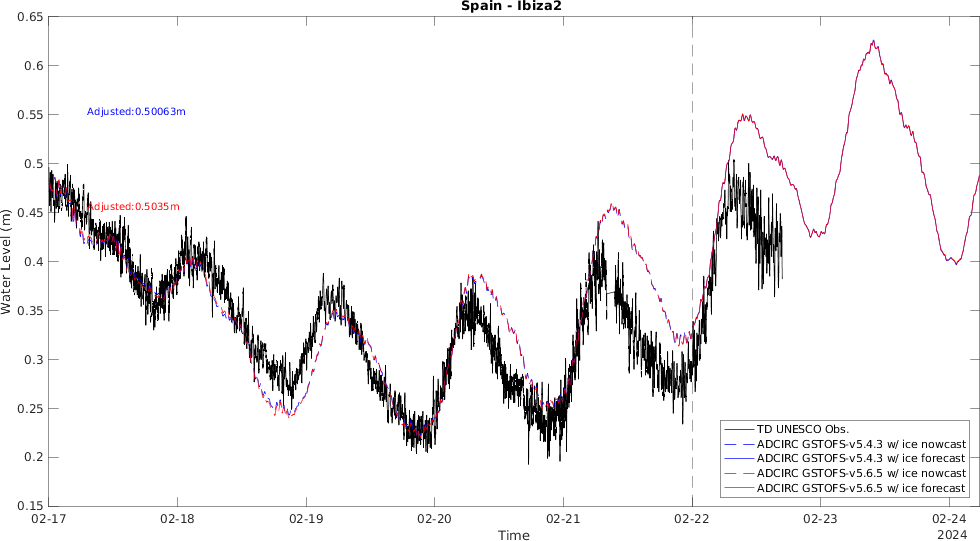 Spain - Ibiza2
0.65
0.6
0.55
0.5
0.45
0.4
0.35
0.3
0.25
0.2
0.15
Water Level (m)
Adjusted:0.50063m
Adjusted:0.5035m
TD UNESCO Obs.
ADCIRC GSTOFS-v5.4.3 w/ ice nowcast
ADCIRC GSTOFS-v5.4.3 w/ ice forecast
ADCIRC GSTOFS-v5.6.5 w/ ice nowcast
ADCIRC GSTOFS-v5.6.5 w/ ice forecast
02-17 02-18 02-19 02-20 02-21 02-22 02-23 02-24
Time
2024